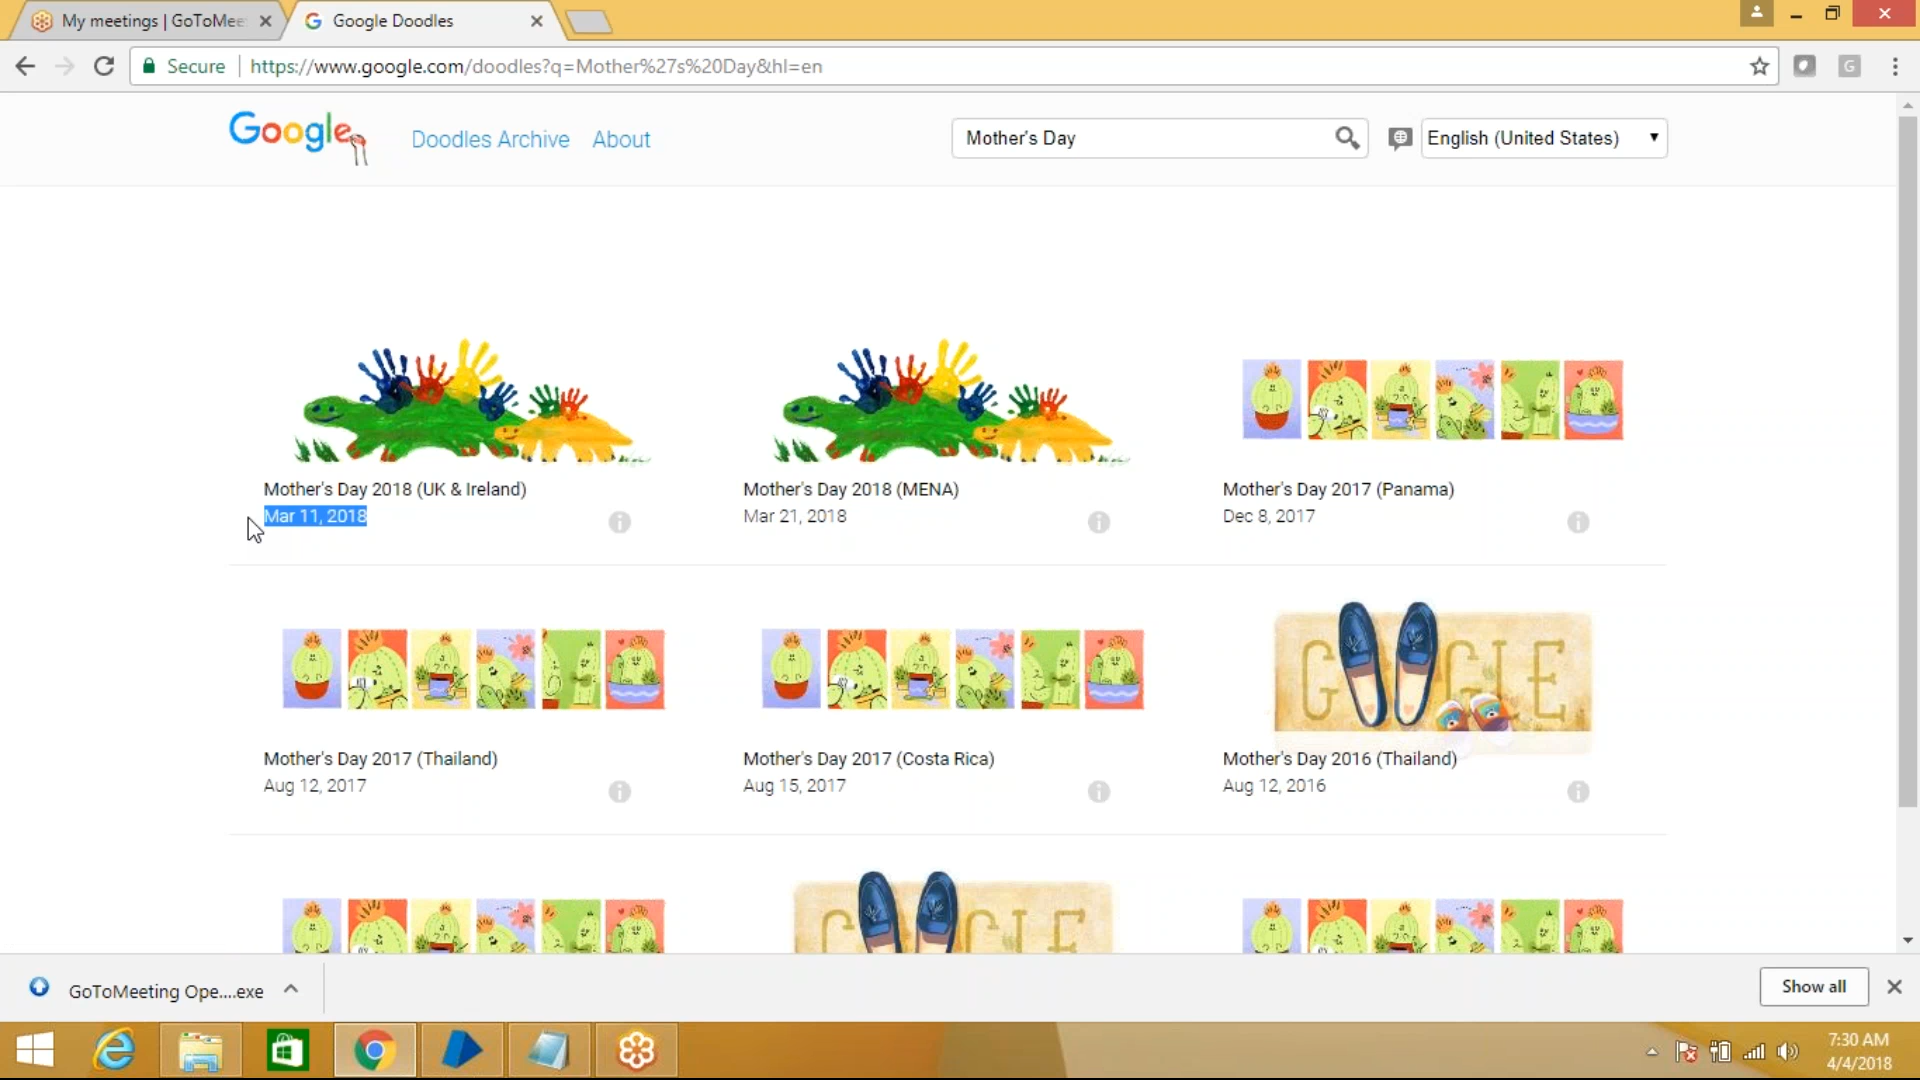 My meetings | GoToMee
Google Doodles
Secure
https://www.google.com/doodles?q=Mother%27s%20Day&hl=en
G
Google
Doodles Archive
About
Mother's Day
English (United States)
Mother's Day 2018 (UK & Ireland)
Mar 11, 2018
Mother's Day 2018 (MENA)
Mar 21, 2018
Mother's Day 2017 (Panama)
Dec 8, 2017
GOOGLE
Mother's Day 2017 (Thailand)
Aug 12, 2017
Mother's Day 2017 (Costa Rica)
Aug 15, 2017
Mother's Day 2016 (Thailand)
Aug 12, 2016
GOOGLE
GoToMeeting Ope....exe
Show all
7:30 AM
4/4/2018